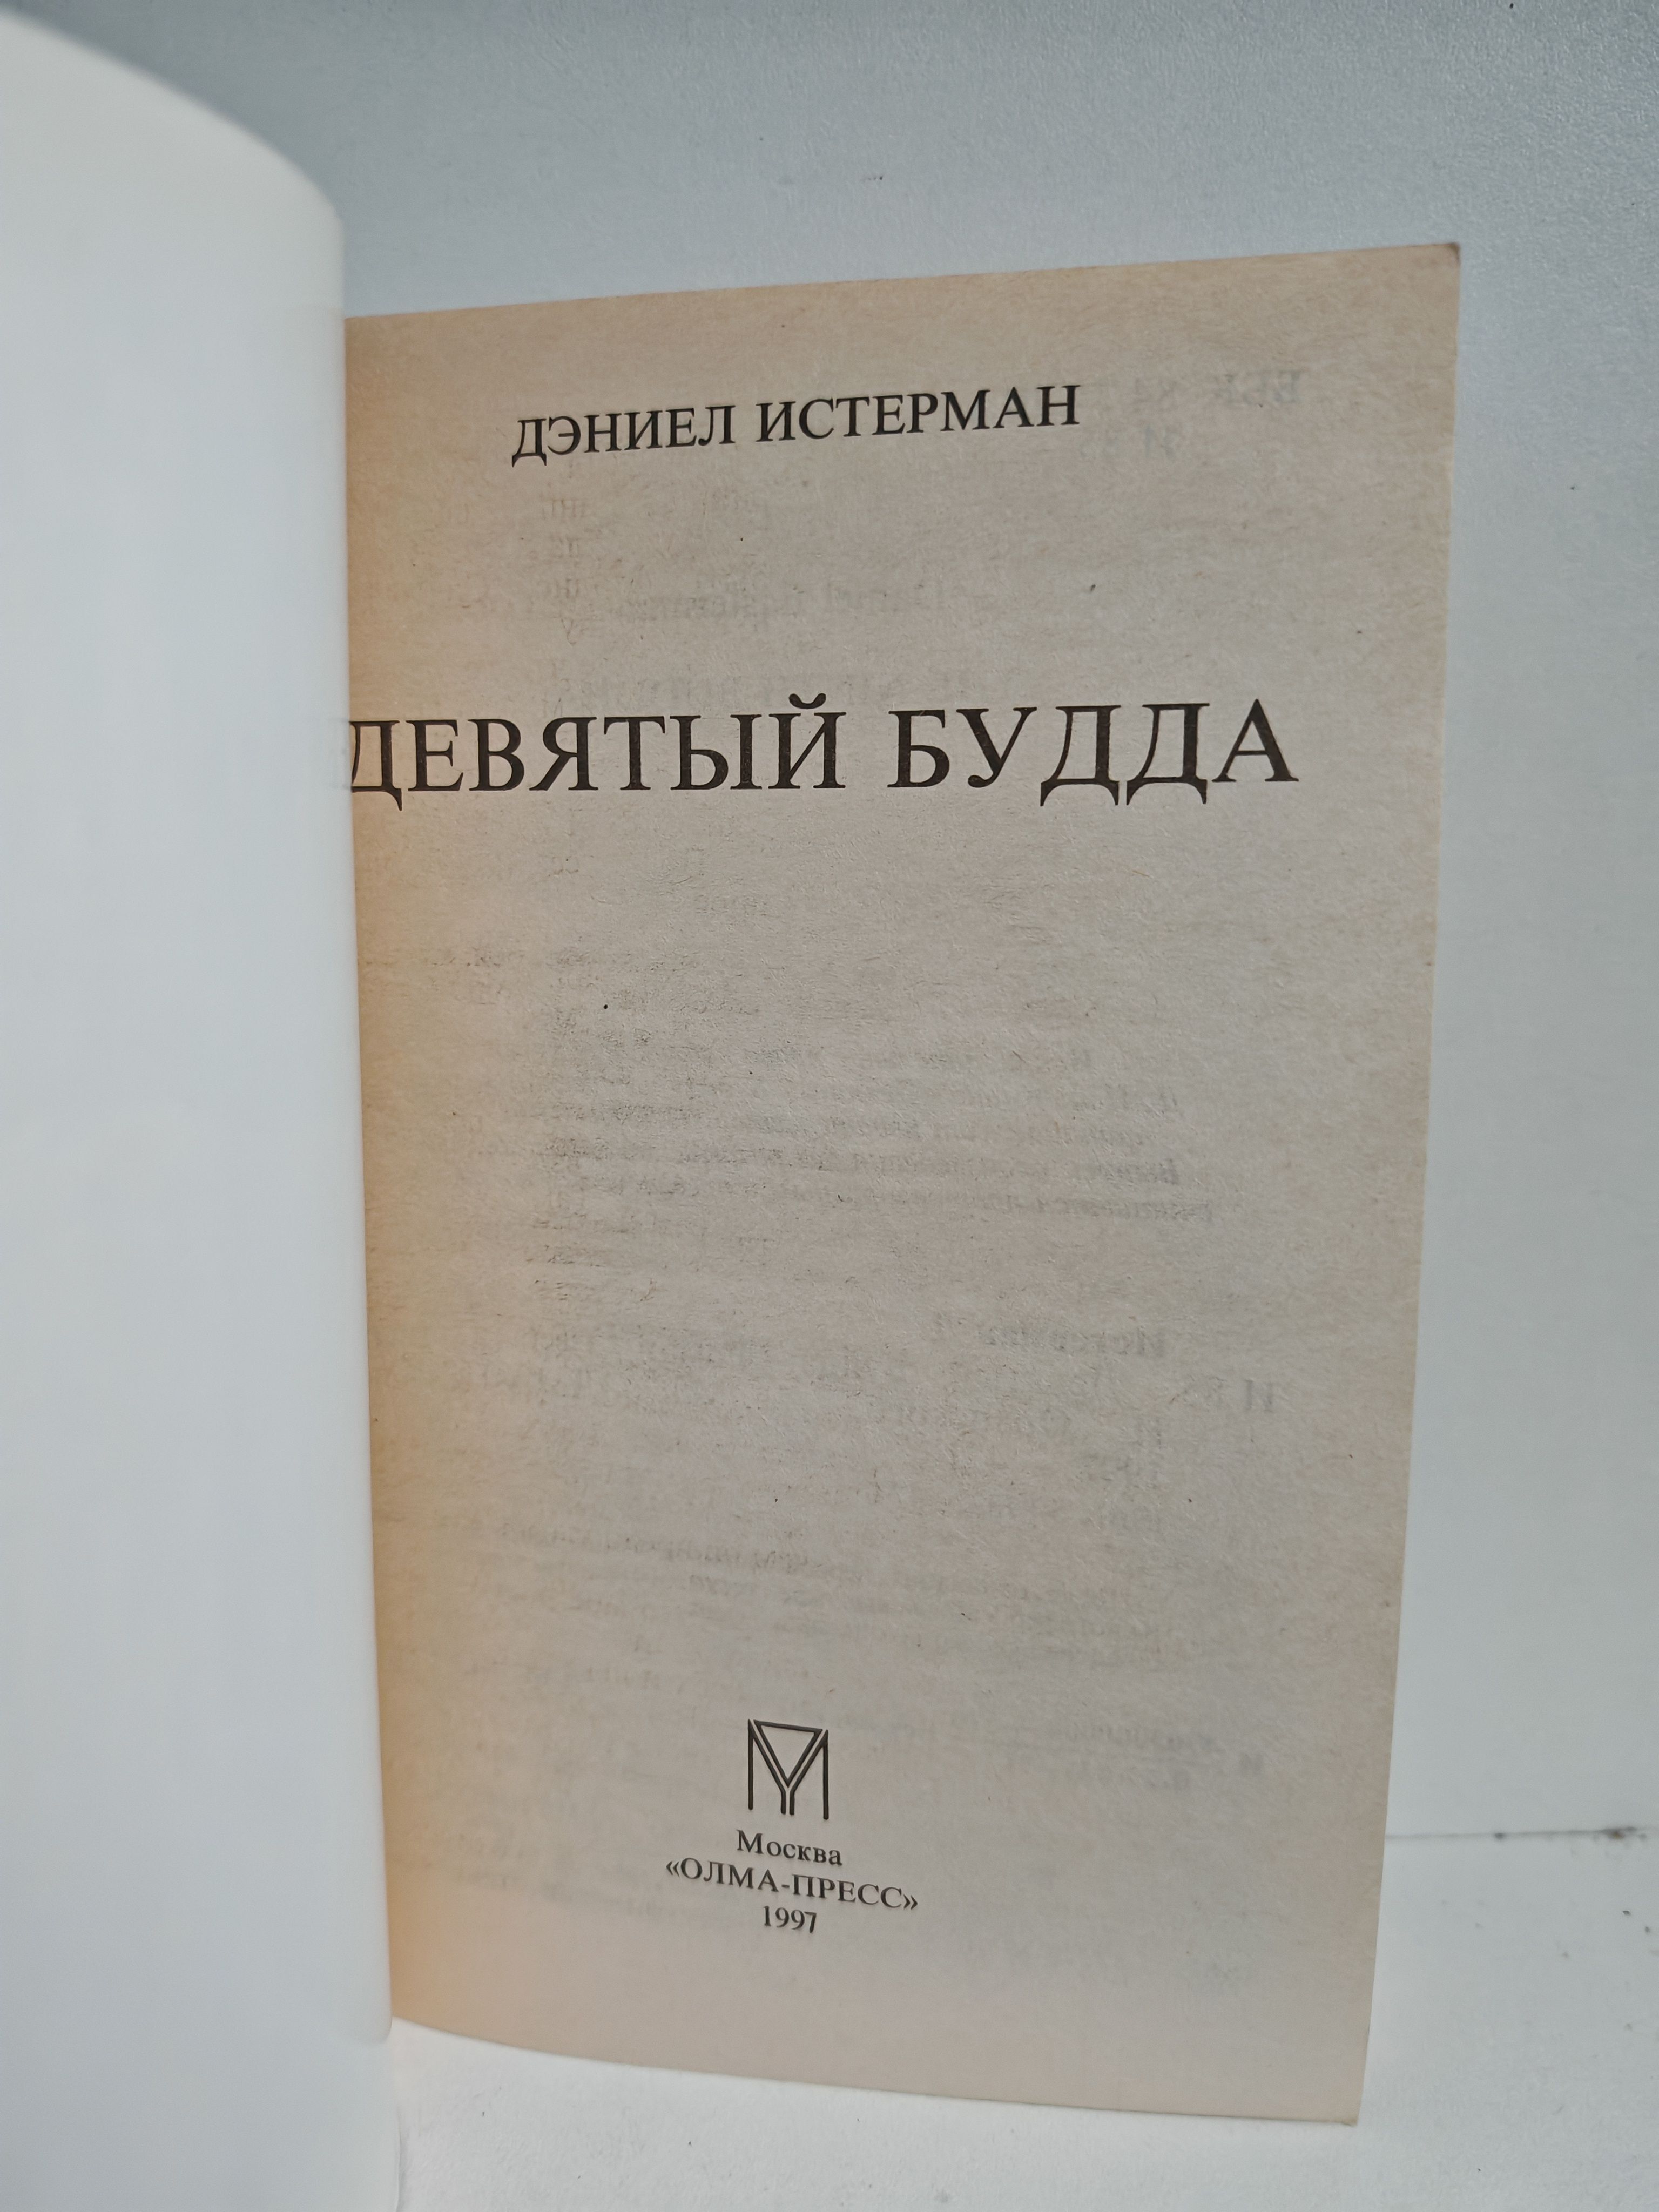 ДЭНИЕЛ ИСТЕРМАН
ДЕВЯТЫЙ БУДДА
Москва
«ОЛМА-ПРЕСС»
1997